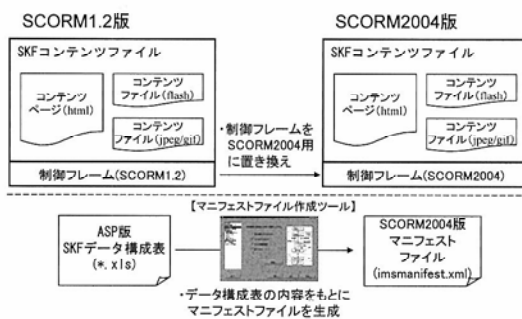 SCORM1.2版
SCORM2004版
SKFコンテンツファイル
コンテンツ
ページ(html)
コンテンツ
ファイル(flash)
コンテンツ
ファイル(jpeg/gif)
制御フレーム(SCORM1.2)
・制御フレームを
SCORM2004用
に置き換え
SKFコンテンツファイル
コンテンツ
ページ(html)
コンテンツ
ファイル(flash)
コンテンツ
ファイル(jpeg/gif)
制御フレーム(SCORM2004)
【マニフェストファイル作成ツール】
ASP版
SKFデータ構成表
(*.xls)
SCORM2004版
マニフェスト
ファイル
(imsmanifest.xml)
・データ構成表の内容をもとに
マニフェストファイルを生成